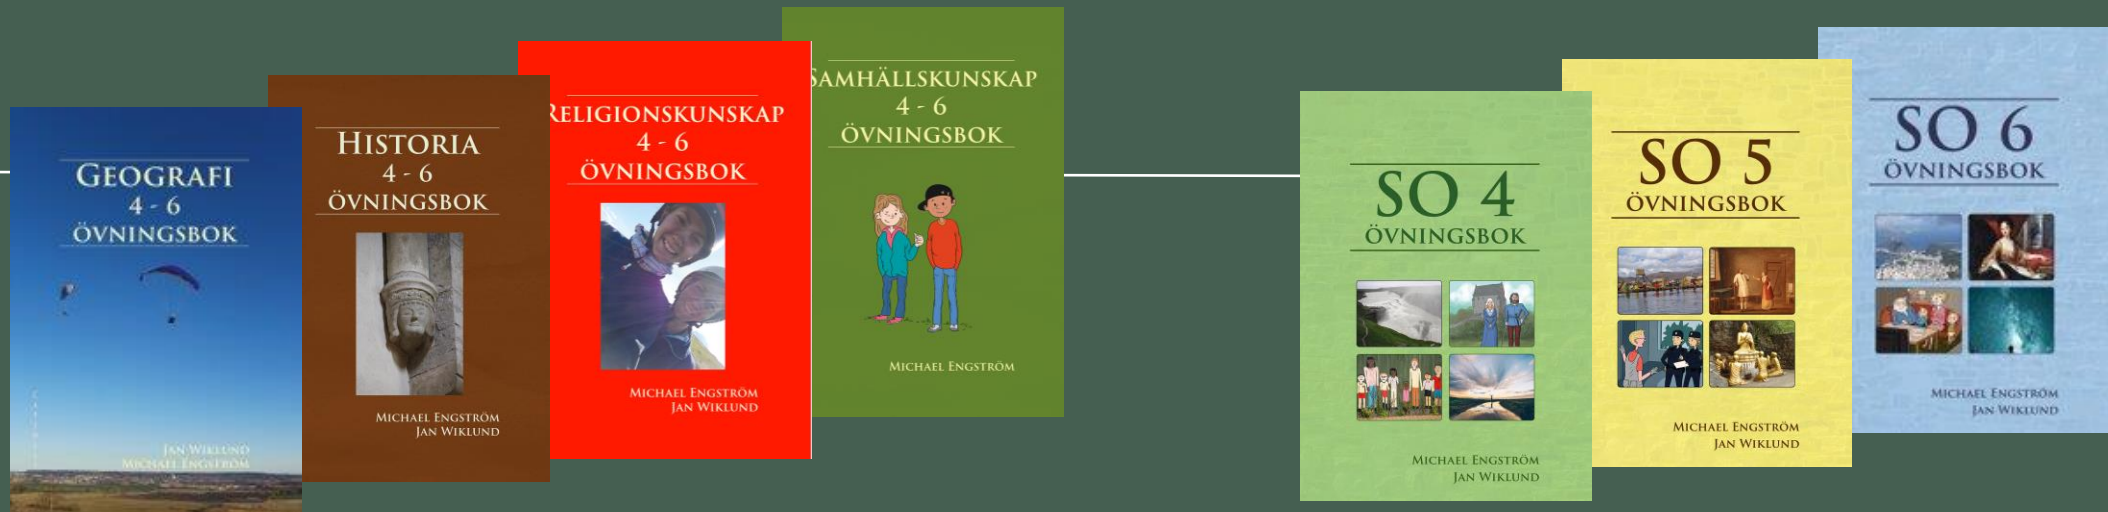 GEOGRAFI
4 - 6
ÖVNINGSBOK
JAN WIKLUND
MICHAEL ENGSTRÖM
HISTORIA
4 - 6
ÖVNINGSBOK
MICHAEL ENGSTRÖM
JAN WIKLUND
RELIGIONSKUNSKAP
4 - 6
ÖVNINGSBOK
MICHAEL ENGSTRÖM
JAN WIKLUND
SAMHÄLLSKUNSKAP
4 - 6
ÖVNINGSBOK
MICHAEL ENGSTRÖM
SO 4
ÖVNINGSBOK
MICHAEL ENGSTRÖM
JAN WIKLUND
SO 5
ÖVNINGSBOK
MICHAEL ENGSTRÖM
JAN WIKLUND
SO 6
ÖVNINGSBOK
MICHAEL ENGSTRÖM
JAN WIKLUND